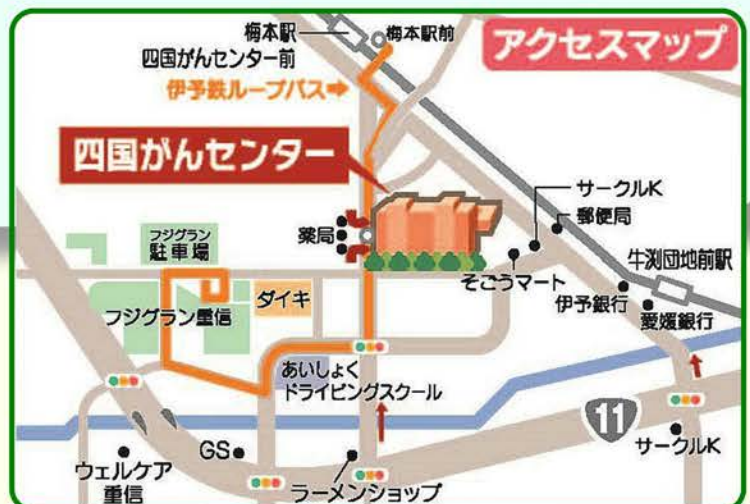 アクセスマップ
梅本駅
梅本駅前
四国がんセンター前
伊予鉄ループバス➡
四国がんセンター
サークルK
郵便局
薬局
フジグラン
駐車場
そごうマート
牛渕団地前駅
伊予銀行
愛媛銀行
ダイキ
フジグラン重信
あいしょく
ドライビングスクール
11
サークルK
GS
ウェルケア
重信
ラーメンショップ